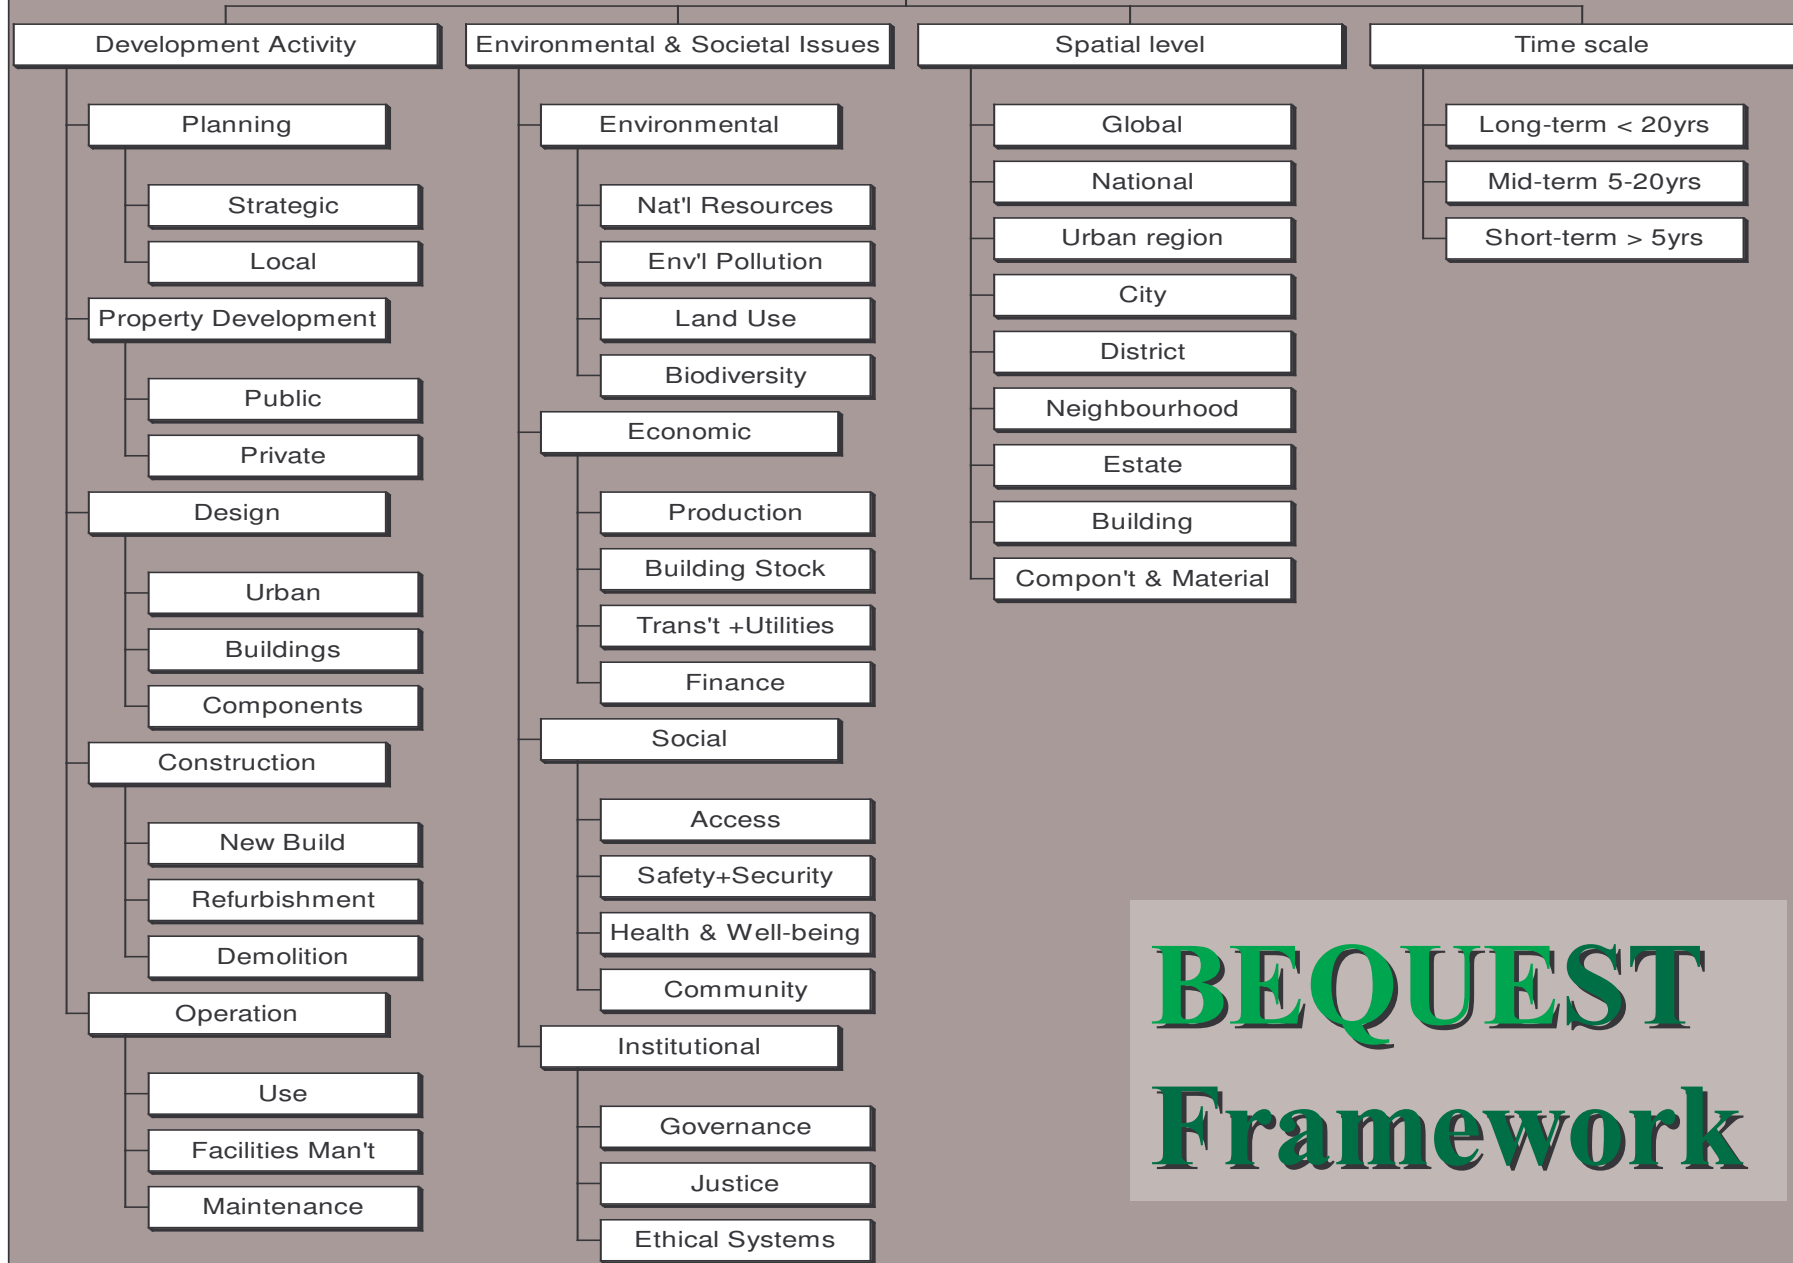 Development Activity
Planning
Strategic
Local
Property Development
Public
Private
Design
Urban
Buildings
Components
Construction
New Build
Refurbishment
Demolition
Operation
Use
Facilities Man't
Maintenance
Environmental & Societal Issues
Environmental
Nat'l Resources
Env'l Pollution
Land Use
Biodiversity
Economic
Production
Building Stock
Trans't +Utilities
Finance
Social
Access
Safety+Security
Health & Well-being
Community
Institutional
Governance
Justice
Ethical Systems
Spatial level
Global
National
Urban region
City
District
Neighbourhood
Estate
Building
Compon't & Material
Time scale
Long-term < 20yrs
Mid-term 5-20yrs
Short-term > 5yrs
BEQUEST
Framework